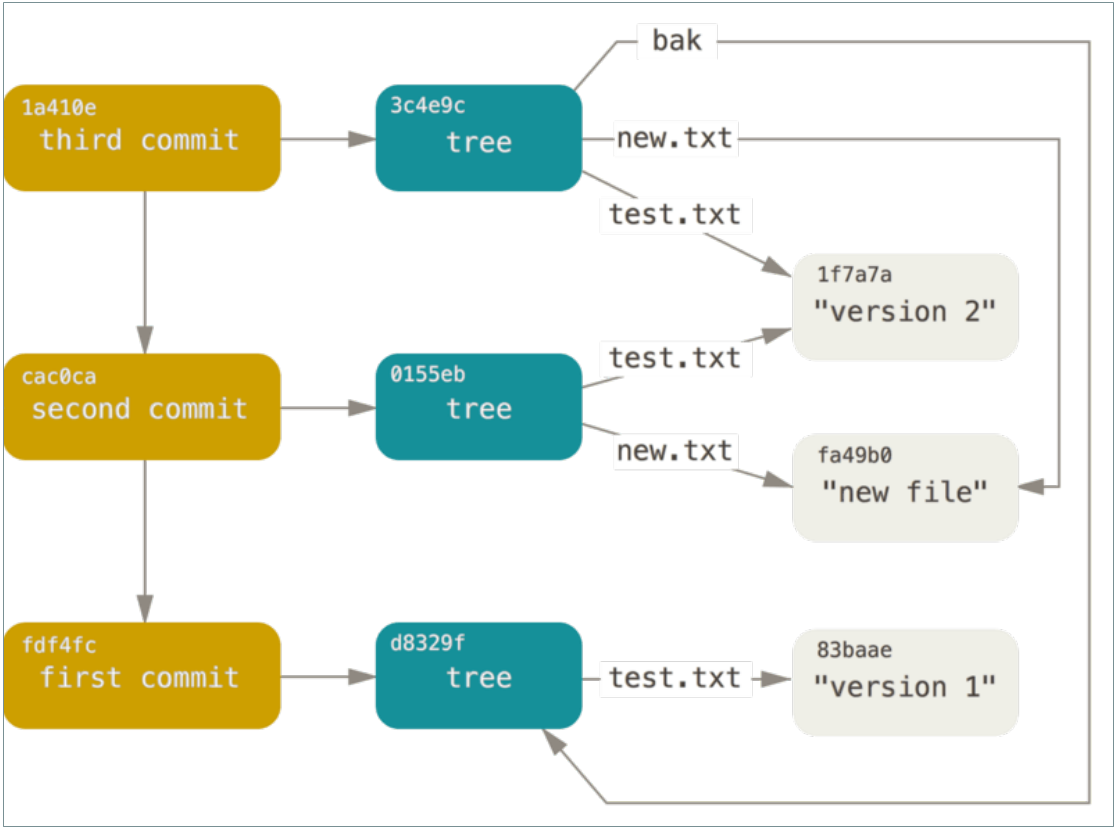 bak
1a410e
third commit
3c4e9c
tree
new.txt
test.txt
1f7a7a
"version 2"
cac0ca
second commit
0155eb
tree
test.txt
new.txt
fa49b0
"new file"
fdf4fc
first commit
d8329f
tree
test.txt
83baae
"version 1"